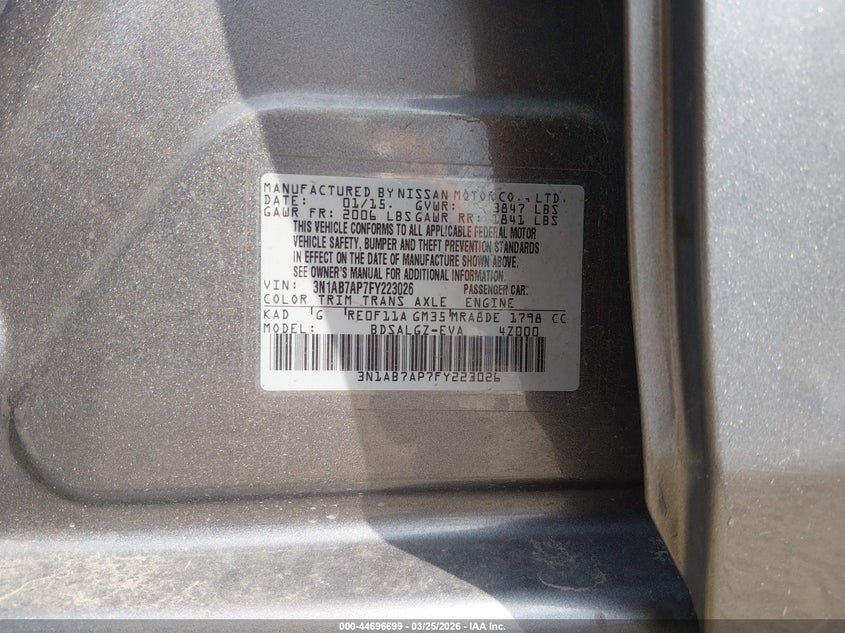 MANUFACTURED BY NISSAN MOTOR CO., LTD.
DATE: 01/15 GVWR: 3847 LBS
GAWR FR: 2006 LBS GAWR RR: 1841 LBS
THIS VEHICLE CONFORMS TO ALL APPLICABLE FEDERAL MOTOR
VEHICLE SAFETY, BUMPER AND THEFT PREVENTION STANDARDS
IN EFFECT ON THE DATE OF MANUFACTURE SHOWN ABOVE.
SEE OWNER'S MANUAL FOR ADDITIONAL INFORMATION.
VIN: 3N1AB7AP7FY223026 PASSENGER CAR
COLOR TRIM TRANS AXLE ENGINE
KAD G RE0F11A GM35 MRA8DE 1798 CC
MODEL: BDSALGZ-EVA 4Z000
3N1AB7AP7FY223026
000-44696699 | 03/25/2026 - IAA Inc.